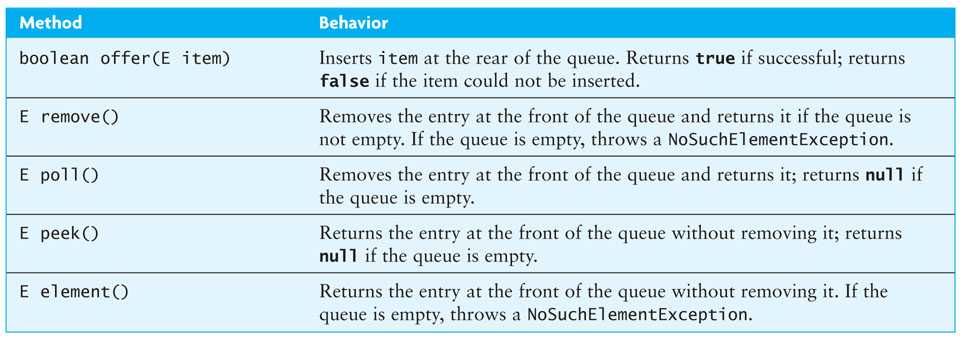 Method Behavior
boolean offer(E item) Inserts item at the rear of the queue. Returns true if successful; returns
false if the item could not be inserted.
E remove() Removes the entry at the front of the queue and returns it if the queue is
not empty. If the queue is empty, throws a NoSuchElementException.
E poll() Removes the entry at the front of the queue and returns it; returns null if
the queue is empty.
E peek() Returns the entry at the front of the queue without removing it; returns
null if the queue is empty.
E element() Returns the entry at the front of the queue without removing it. If the
queue is empty, throws a NoSuchElementException.